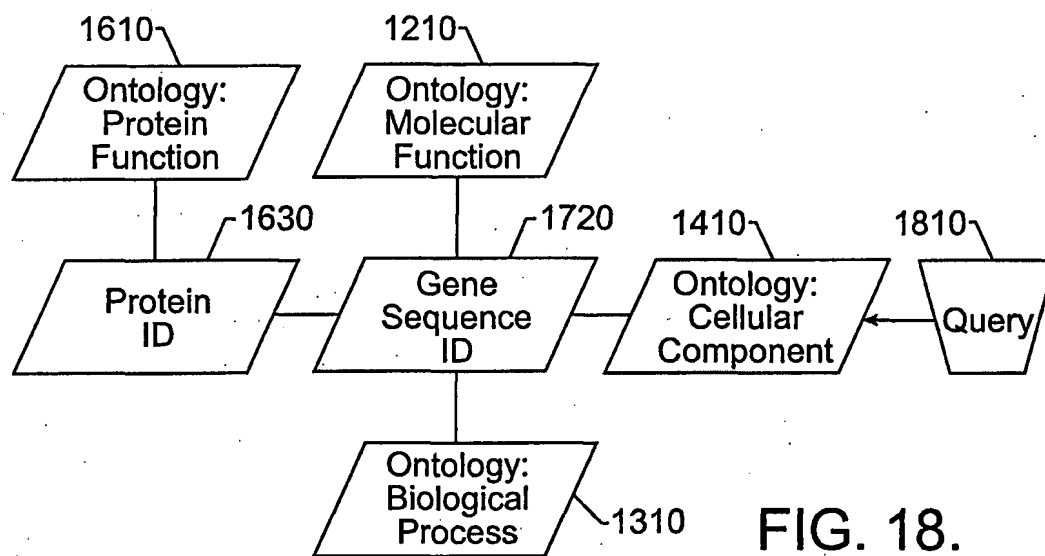 1610
1210
Ontology:
Protein
Function
Ontology:
Molecular
Function
1630
1720
1410
1810
Protein
ID
Gene
Sequence
ID
Ontology:
Cellular
Component
Query
Ontology:
Biological
Process
1310
FIG. 18.